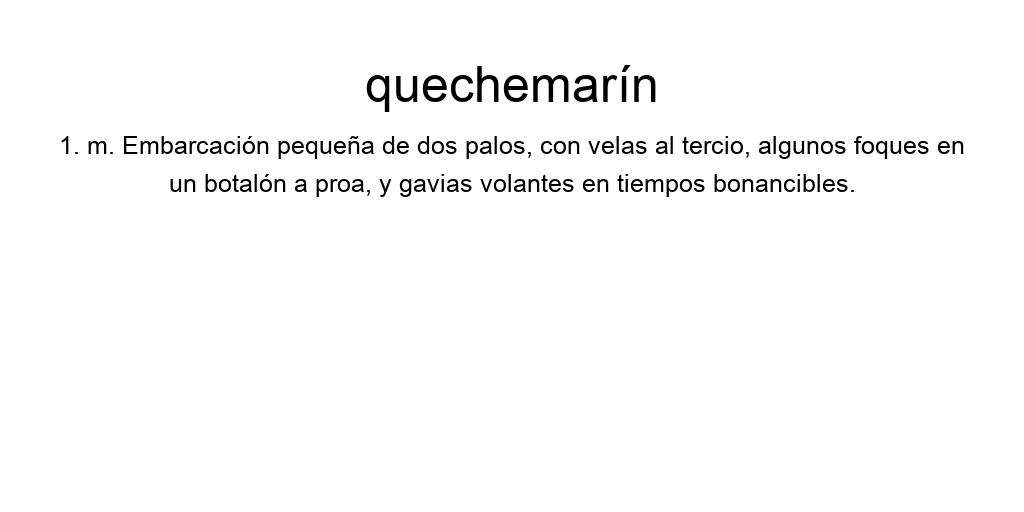 quechemarín
1. m. Embarcación pequeña de dos palos, con velas al tercio, algunos foques en
un botalón a proa, y gavias volantes en tiempos bonancibles.